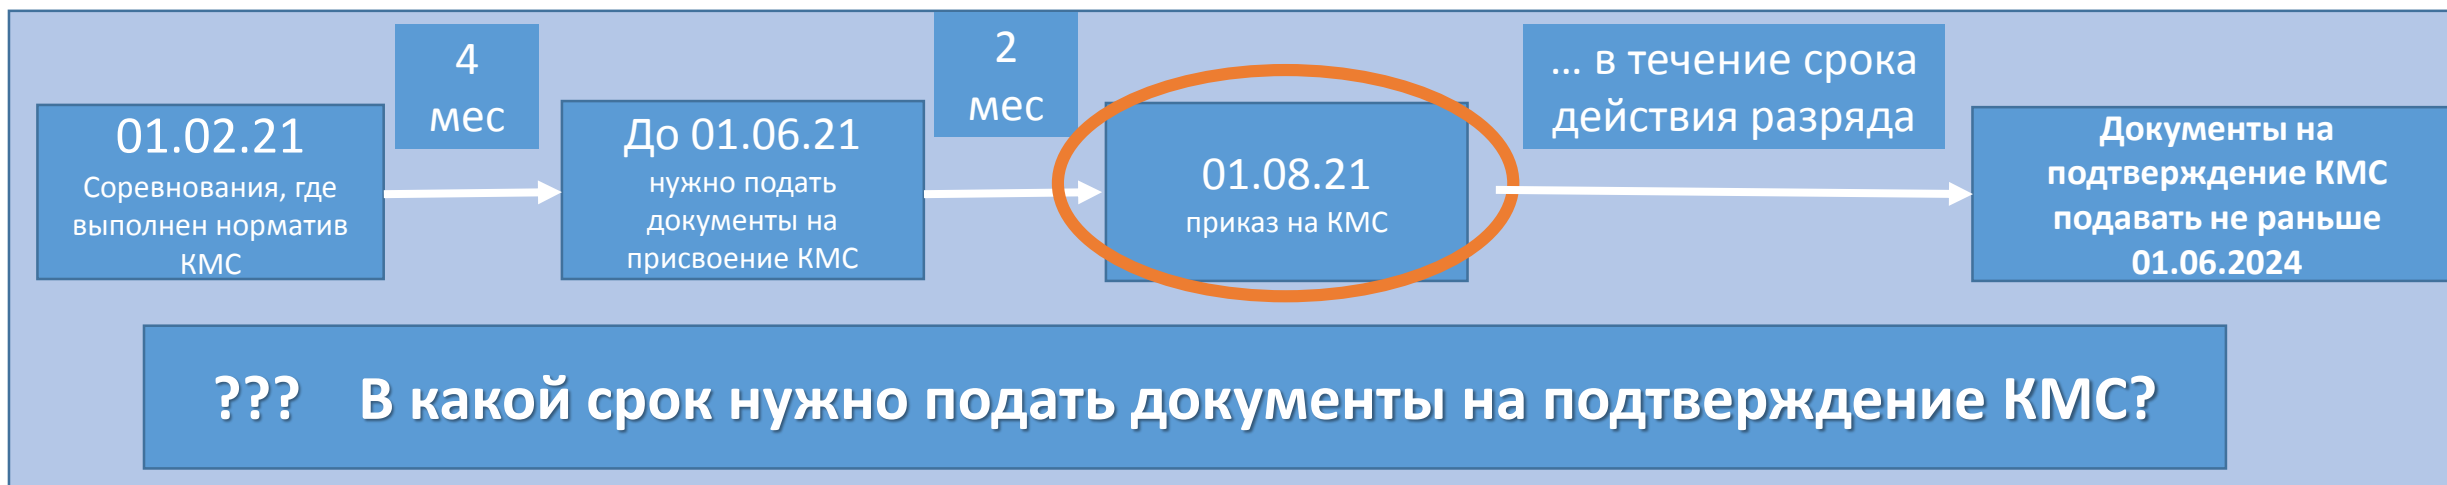 01.02.21
Соревнования, где
выполнен норматив
КМС
4
мес
До 01.06.21
нужно подать
документы на
присвоение КМС
2
мес
01.08.21
приказ на КМС
... в течение срока
действия разряда
Документы на
подтверждение КМС
подавать не раньше
01.06.2024
??? В какой срок нужно подать документы на подтверждение КМС?